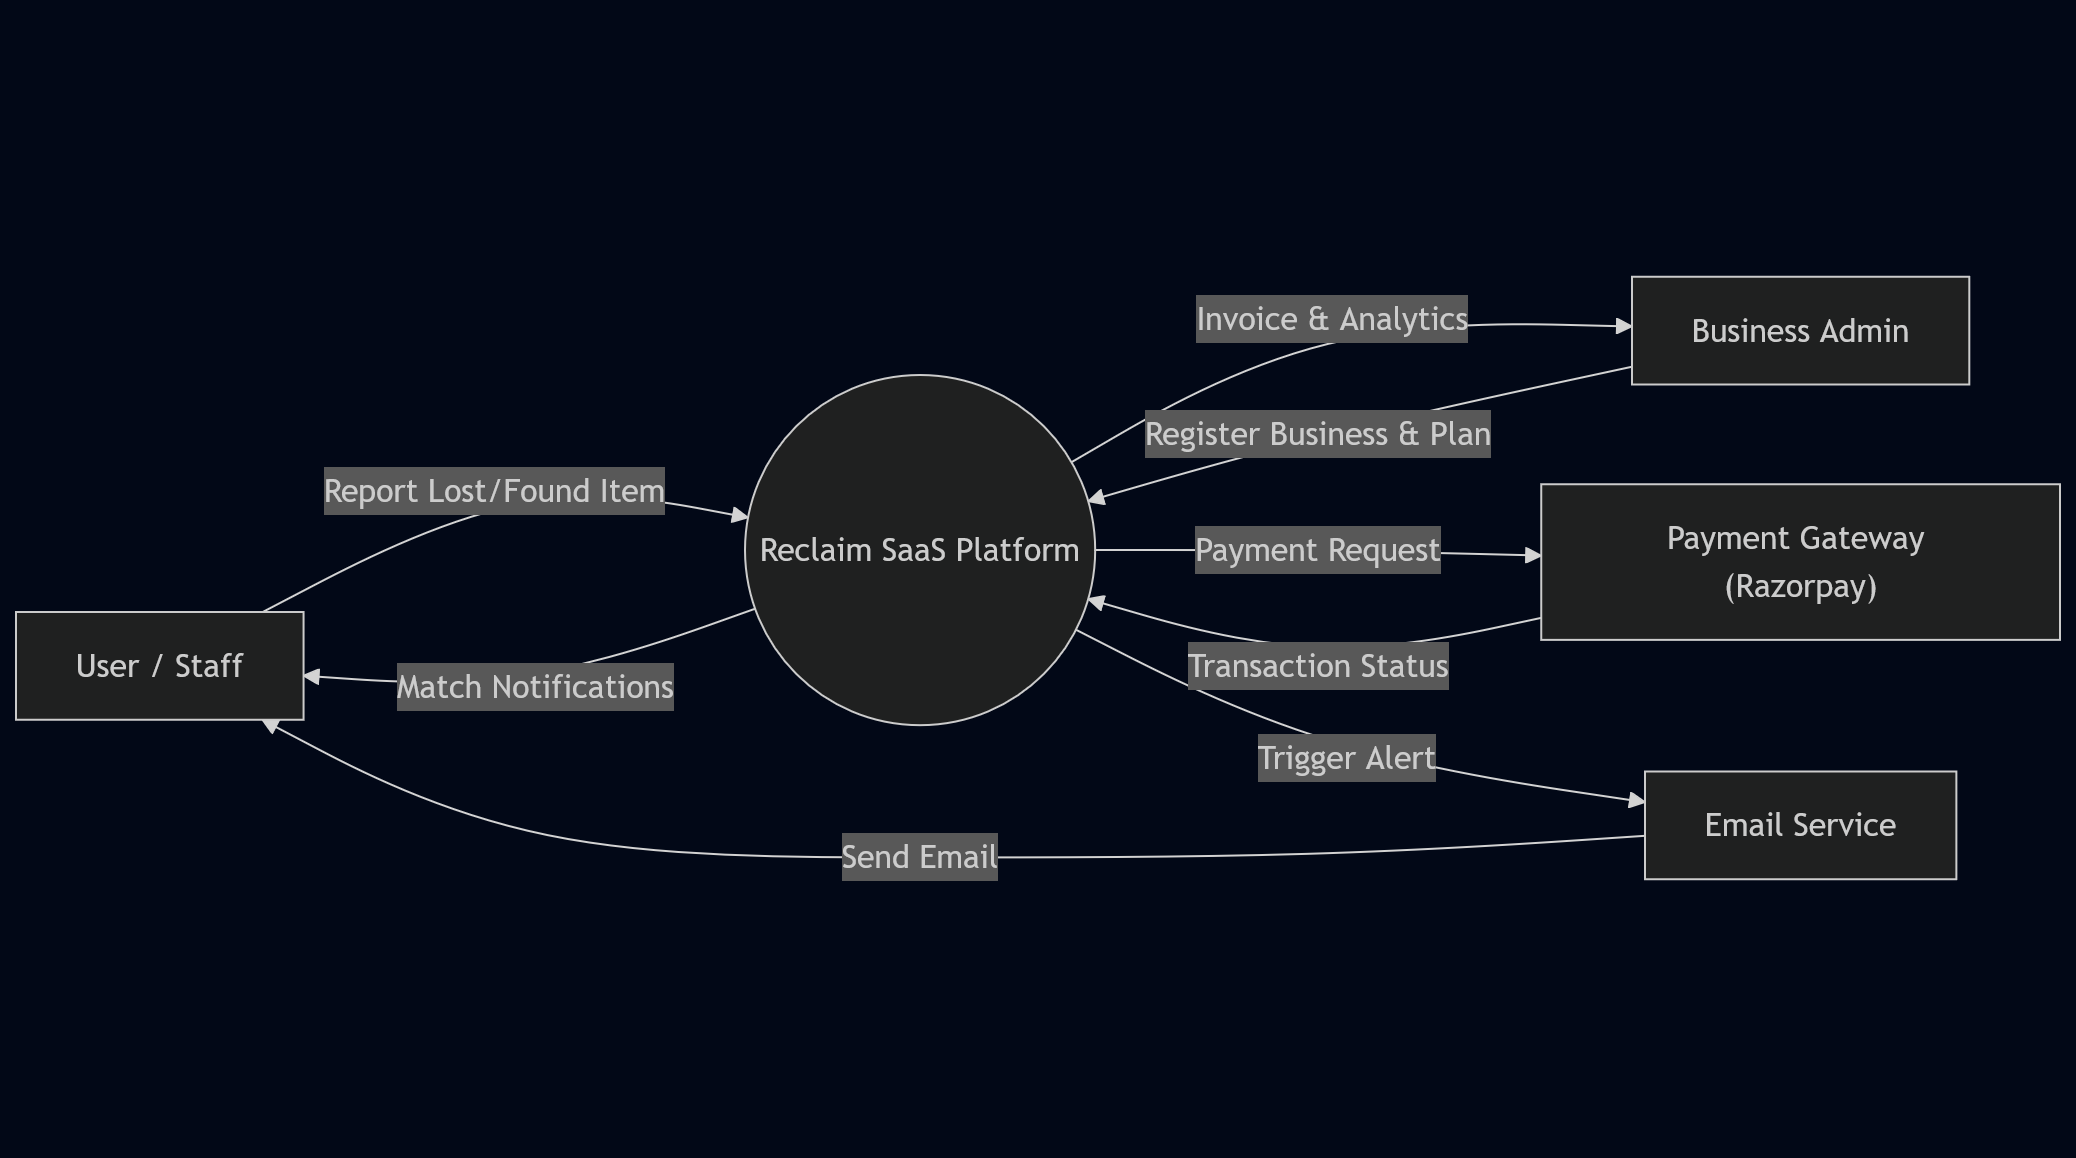 Invoice & Analytics
Business Admin
Register Business & Plan
Report Lost/Found Item
Reclaim SaaS Platform
Payment Request
Payment Gateway
(Razorpay)
User / Staff
Match Notifications
Transaction Status
Trigger Alert
Email Service
Send Email